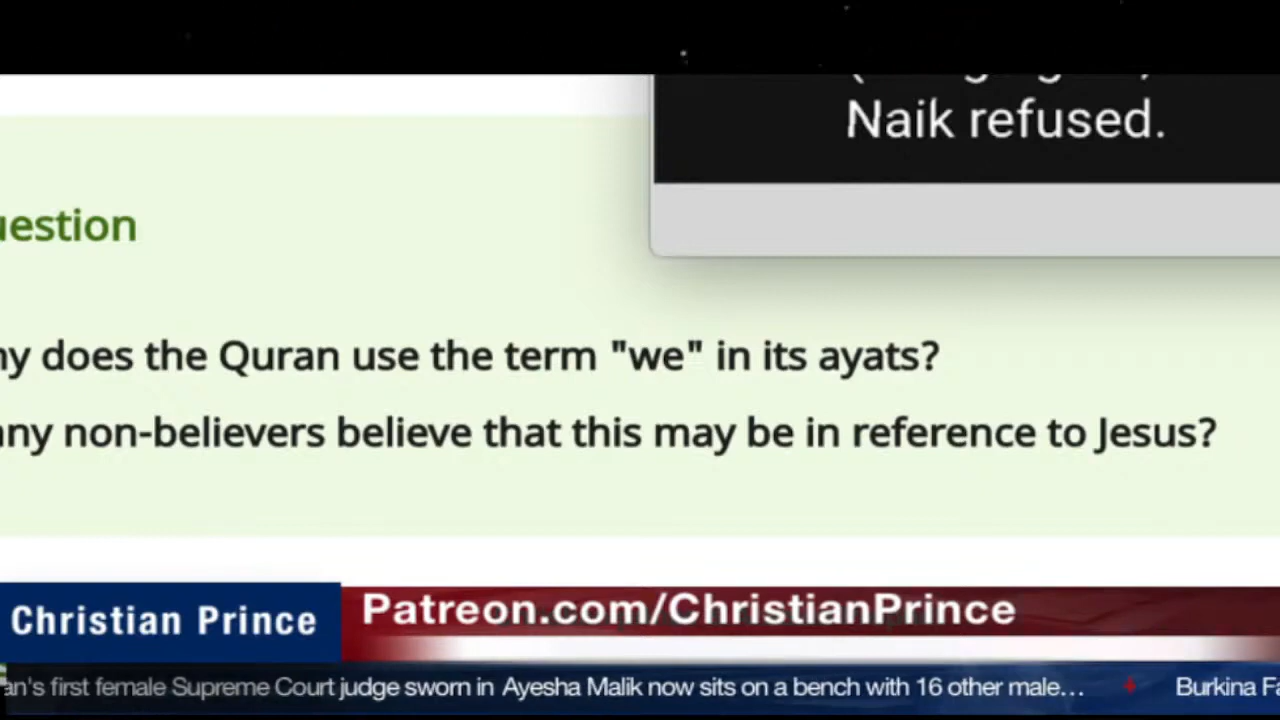 Naik refused.
uestion
ny does the Quran use the term "we" in its ayats?
any non-believers believe that this may be in reference to Jesus?
Christian Prince
Patreon.com/ChristianPrince
an's first female Supreme Court judge sworn in Ayesha Malik now sits on a bench with 16 other male… Burkina Fa